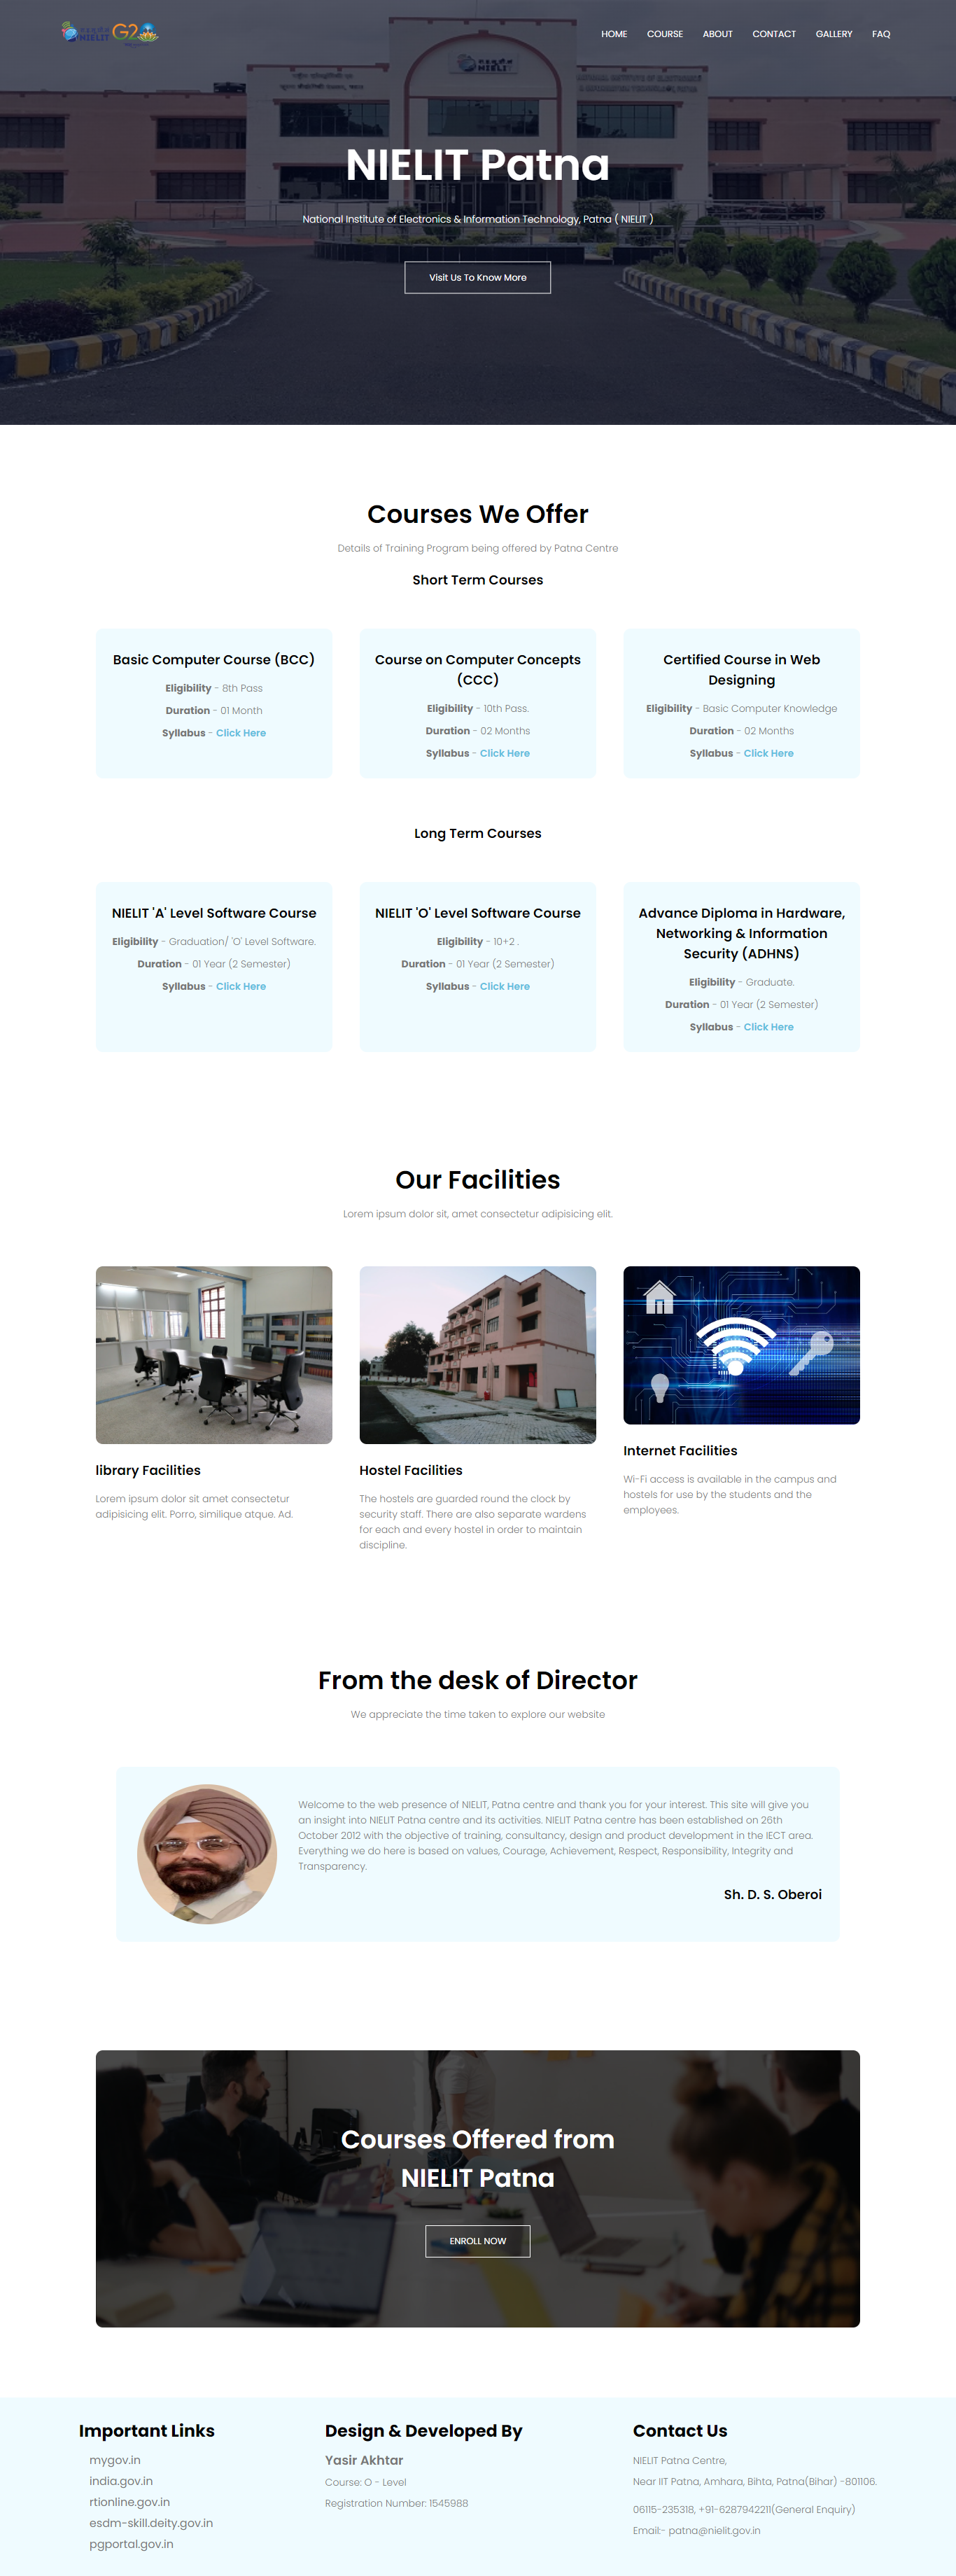 NIELIT G20
HOME COURSE ABOUT CONTACT GALLERY FAQ
NIELIT
NIELIT Patna
National Institute of Electronics & Information Technology, Patna ( NIELIT )
Visit Us To Know More
Courses We Offer
Details of Training Program being offered by Patna Centre
Short Term Courses
Basic Computer Course (BCC)
Eligibility - 8th Pass
Duration - 01 Month
Syllabus - Click Here
Course on Computer Concepts
(CCC)
Eligibility - 10th Pass.
Duration - 02 Months
Syllabus - Click Here
Certified Course in Web
Designing
Eligibility - Basic Computer Knowledge
Duration - 02 Months
Syllabus - Click Here
Long Term Courses
NIELIT 'A' Level Software Course
Eligibility - Graduation/ 'O' Level Software.
Duration - 01 Year (2 Semester)
Syllabus - Click Here
NIELIT 'O' Level Software Course
Eligibility - 10+2 .
Duration - 01 Year (2 Semester)
Syllabus - Click Here
Advance Diploma in Hardware,
Networking & Information
Security (ADHNS)
Eligibility - Graduate.
Duration - 01 Year (2 Semester)
Syllabus - Click Here
Our Facilities
Lorem ipsum dolor sit, amet consectetur adipisicing elit.
library Facilities
Lorem ipsum dolor sit amet consectetur
adipisicing elit. Porro, similique atque. Ad.
Hostel Facilities
The hostels are guarded round the clock by
security staff. There are also separate wardens
for each and every hostel in order to maintain
discipline.
Internet Facilities
Wi-Fi access is available in the campus and
hostels for use by the students and the
employees.
From the desk of Director
We appreciate the time taken to explore our website
Welcome to the web presence of NIELIT, Patna centre and thank you for your interest. This site will give you
an insight into NIELIT Patna centre and its activities. NIELIT Patna centre has been established on 26th
October 2012 with the objective of training, consultancy, design and product development in the IECT area.
Everything we do here is based on values, Courage, Achievement, Respect, Responsibility, Integrity and
Transparency.
Sh. D. S. Oberoi
Courses Offered from
NIELIT Patna
ENROLL NOW
Important Links
mygov.in
india.gov.in
rtionline.gov.in
esdm-skill.deity.gov.in
pgportal.gov.in
Design & Developed By
Yasir Akhtar
Course: O - Level
Registration Number: 1545988
Contact Us
NIELIT Patna Centre,
Near IIT Patna, Amhara, Bihta, Patna(Bihar) -801106.
06115-235318, +91-6287942211(General Enquiry)
Email:- patna@nielit.gov.in